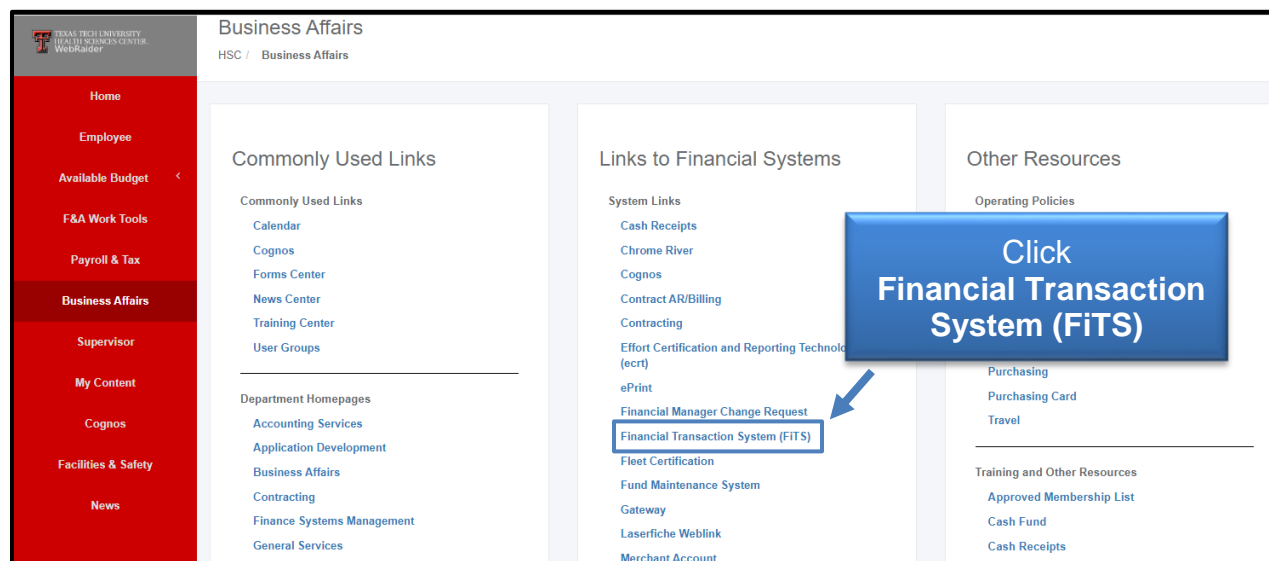 TEXAS TECH UNIVERSITY
HEALTH SCIENCES CENTER.
WebRaider
Home
Employee
Available Budget
F&A Work Tools
Payroll & Tax
Business Affairs
Supervisor
My Content
Cognos
Facilities & Safety
News
Business Affairs
HSC / Business Affairs
Commonly Used Links
Commonly Used Links
Calendar
Cognos
Forms Center
News Center
Training Center
User Groups
Department Homepages
Accounting Services
Application Development
Business Affairs
Contracting
Finance Systems Management
General Services
Links to Financial Systems
System Links
Cash Receipts
Chrome River
Cognos
Contract AR/Billing
Contracting
Effort Certification and Reporting
(ecrt)
ePrint
Financial Manager Change Request
Financial Transaction System (FiTS)
Fleet Certification
Fund Maintenance System
Gateway
Laserfiche Weblink
Merchant Account
Click
Financial Transaction
System (FiTS)
Other Resources
Operating Policies
Purchasing
Purchasing Card
Travel
Training and Other Resources
Approved Membership List
Cash Fund
Cash Receipts